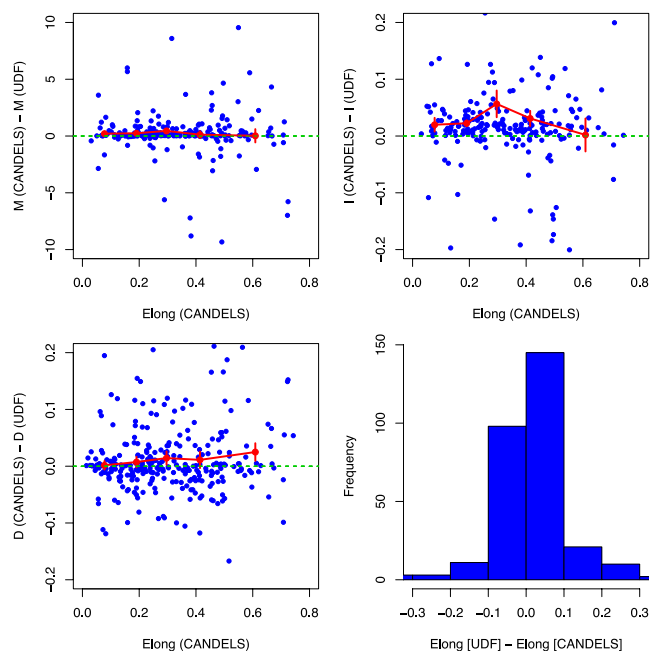 M (CANDELS) − M (UDF)
10
5
0
−5
−10
0.0 0.2 0.4 0.6 0.8
Elong (CANDELS)
I (CANDELS) − I (UDF)
0.2
0.1
0.0
−0.1
−0.2
0.0 0.2 0.4 0.6 0.8
Elong (CANDELS)
D (CANDELS) − D (UDF)
0.2
0.1
0.0
−0.1
−0.2
0.0 0.2 0.4 0.6 0.8
Elong (CANDELS)
Frequency
150
100
50
0
−0.3 −0.2 −0.1 0.0 0.1 0.2 0.3
Elong [UDF] − Elong [CANDELS]